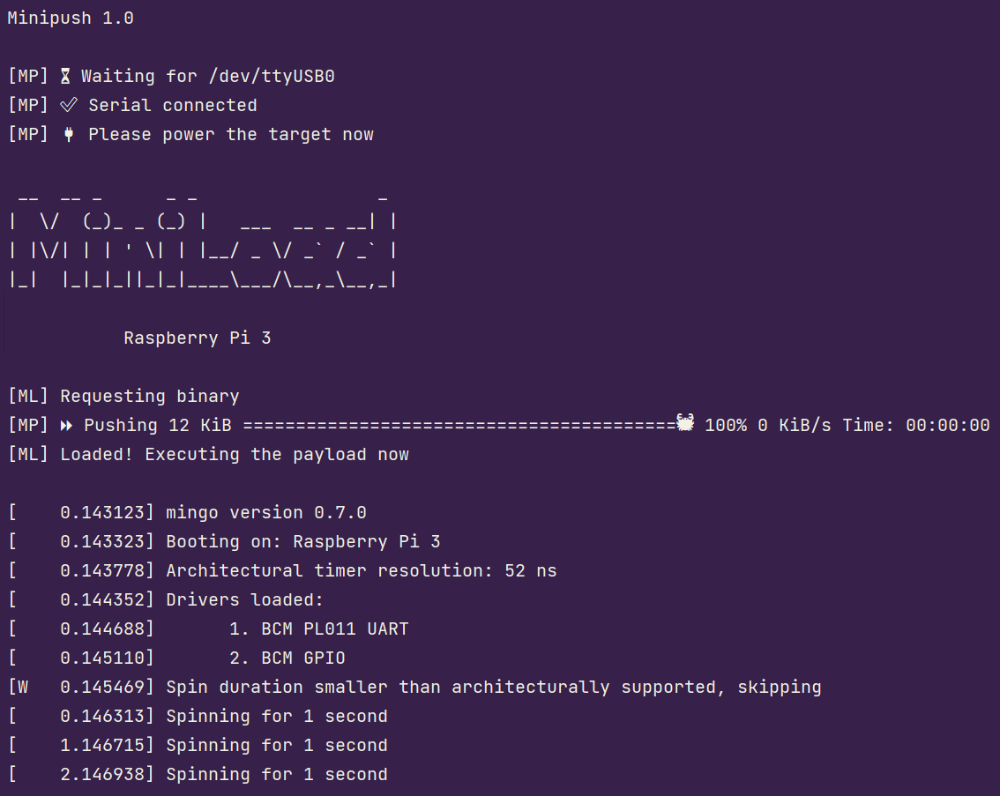 Minipush 1.0
[MP] ⏳ Waiting for /dev/ttyUSB0
[MP] ✅ Serial connected
[MP] 🔌 Please power the target now
 __  __ _      _ _                 _
|  \/  (_)_ _ (_) |   ___  __ _ __| |
| |\/| | | ' \| | |__/ _ \/ _` / _` |
|_|  |_|_|_||_|_|____\___/\__,_\__,_|
           Raspberry Pi 3
[ML] Requesting binary
[MP] ⏩ Pushing 12 KiB =========================================🦀 100% 0 KiB/s Time: 00:00:00
[ML] Loaded! Executing the payload now
[    0.143123] mingo version 0.7.0
[    0.143323] Booting on: Raspberry Pi 3
[    0.143778] Architectural timer resolution: 52 ns
[    0.144352] Drivers loaded:
[    0.144688]       1. BCM PL011 UART
[    0.145110]       2. BCM GPIO
[W   0.145469] Spin duration smaller than architecturally supported, skipping
[    0.146313] Spinning for 1 second
[    1.146715] Spinning for 1 second
[    2.146938] Spinning for 1 second